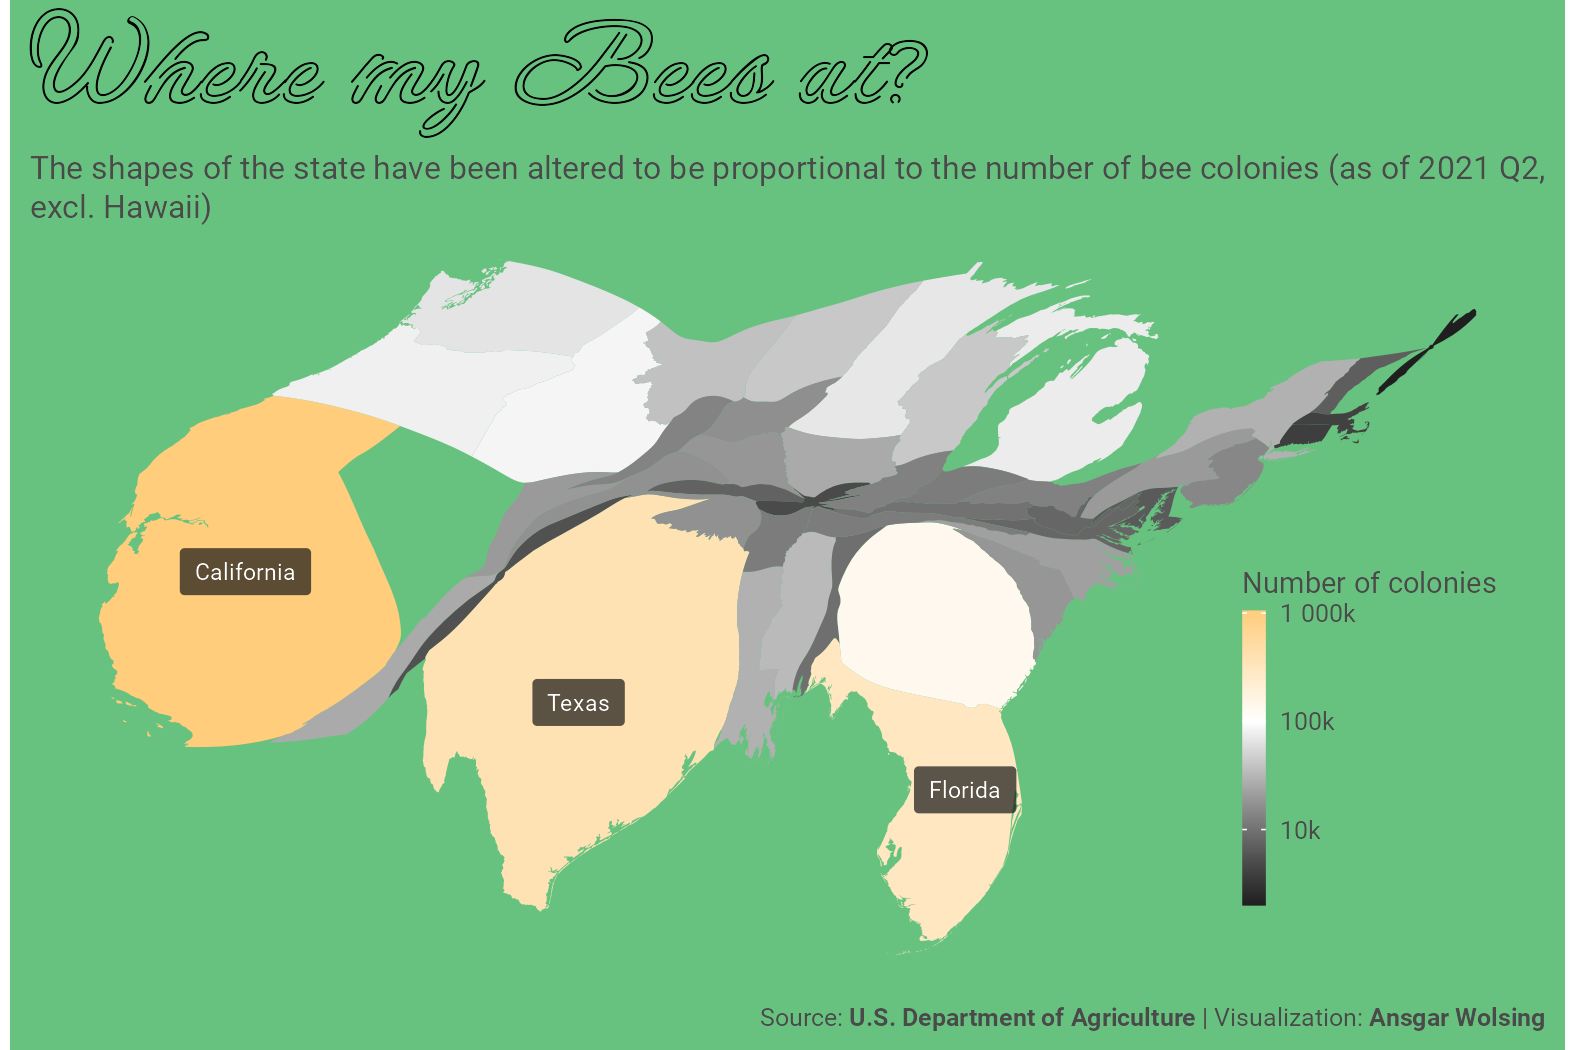 Where my Bees at?
The shapes of the state have been altered to be proportional to the number of bee colonies (as of 2021 Q2,
excl. Hawaii)
California
Texas
Florida
Number of colonies
1 000k
100k
10k
Source: U.S. Department of Agriculture | Visualization: Ansgar Wolsing